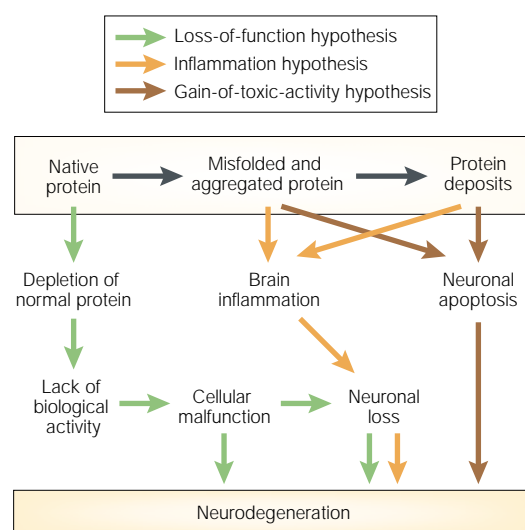 Loss-of-function hypothesis
Inflammation hypothesis
Gain-of-toxic-activity hypothesis
Native
protein
Misfolded and
aggregated protein
Protein
deposits
Depletion of
normal protein
Brain
inflammation
Neuronal
apoptosis
Lack of
biological
activity
Cellular
malfunction
Neuronal
loss
Neurodegeneration